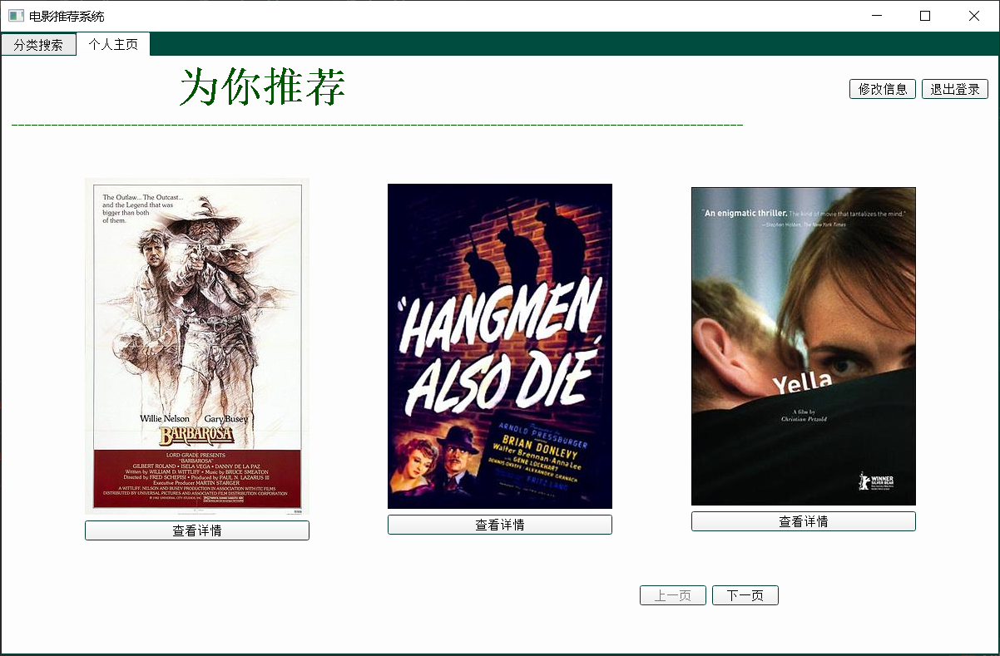 电影推荐系统
分类搜索 个人主页
为你推荐
修改信息 退出登录
The Outlaw... The Outcast...
and the Legend that was
bigger than both
of them.
Willie Nelson Gary Busey
BARBAROSA
LORD GRADE PRESENTS
"BARBAROSA"
GILBERT ROLAND • ISELA VEGA • DANNY DE LA PAZ
Written by WILLIAM D. WITTLIFF • Music by BRUCE SMEATON
Directed by FRED SCHEPISI • Produced by PAUL N. LAZARUS III
Executive Producer MARTIN STARGER
A WITTLIFF, NELSON AND BUSEY PRODUCTION IN ASSOCIATION WITH ITC FILMS
DISTRIBUTED BY UNIVERSAL PICTURES AND ASSOCIATED FILM DISTRIBUTION CORPORATION
查看详情
"HANGMEN
ALSO DIE"
ARNOLD PRESSBURGER
BRIAN DONLEVY
Walter Brennan · Anna Lee
with GENE LOCKHART
DENNIS O'KEEFE · ALEXANDER GRANACH
FRITZ LANG
查看详情
"An enigmatic thriller. The kind of movie that tantalizes the mind."
—Stephen Holden, The New York Times
Yella
A film by
Christian Petzold
WINNER
SILVER BEAR
查看详情
上一页 下一页